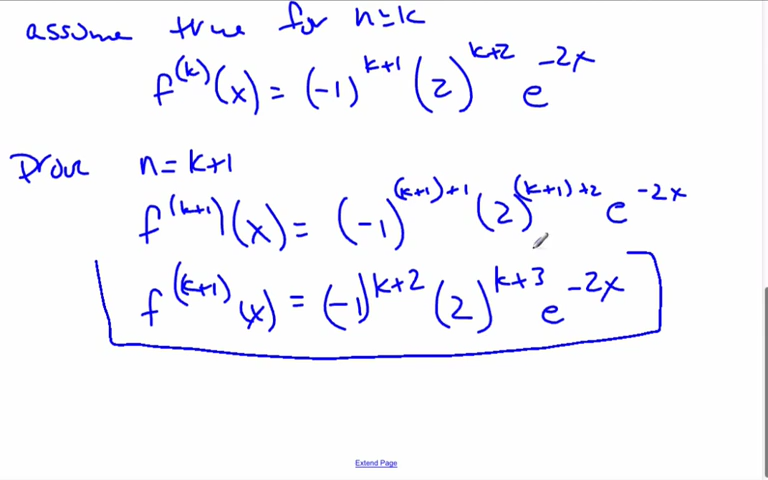 assume true for n=k
f^(k)(x) = (-1)^k+1 (2)^k+2 e^-2x
Prove n=k+1
f^(k+1)(x) = (-1)^(k+1)+1 (2)^(k+1)+2 e^-2x
f^(k+1)(x) = (-1)^k+2 (2)^k+3 e^-2x
Extend Page